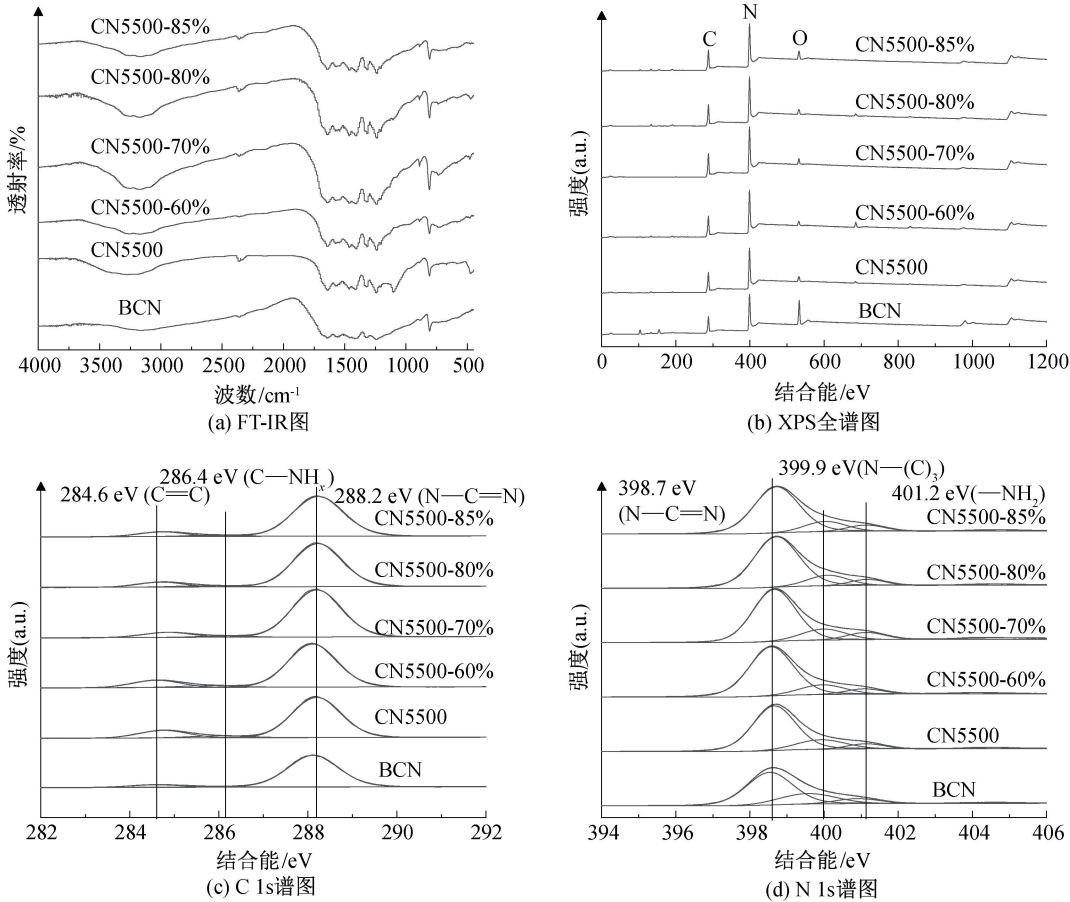 CN5500-85%
CN5500-80%
CN5500-70%
CN5500-60%
CN5500
BCN
透射率/%
4000 3000 2500 2000 1500 1000 500
波数/cm⁻¹
(a) FT-IR图
C N O
CN5500-85%
CN5500-80%
CN5500-70%
CN5500-60%
CN5500
BCN
强度(a.u.)
0 200 400 600 800 1000 1200
结合能/eV
(b) XPS全谱图
286.4 eV (C—NHₓ)
284.6 eV (C=C)
288.2 eV (N—C=N)
CN5500-85%
CN5500-80%
CN5500-70%
CN5500-60%
CN5500
BCN
强度(a.u.)
282 284 286 288 290 292
结合能/eV
(c) C 1s谱图
399.9 eV(N—(C)₃)
398.7 eV
(N—C=N)
401.2 eV(—NH₂)
CN5500-85%
CN5500-80%
CN5500-70%
CN5500-60%
CN5500
BCN
强度(a.u.)
394 396 398 400 402 404 406
结合能/eV
(d) N 1s谱图